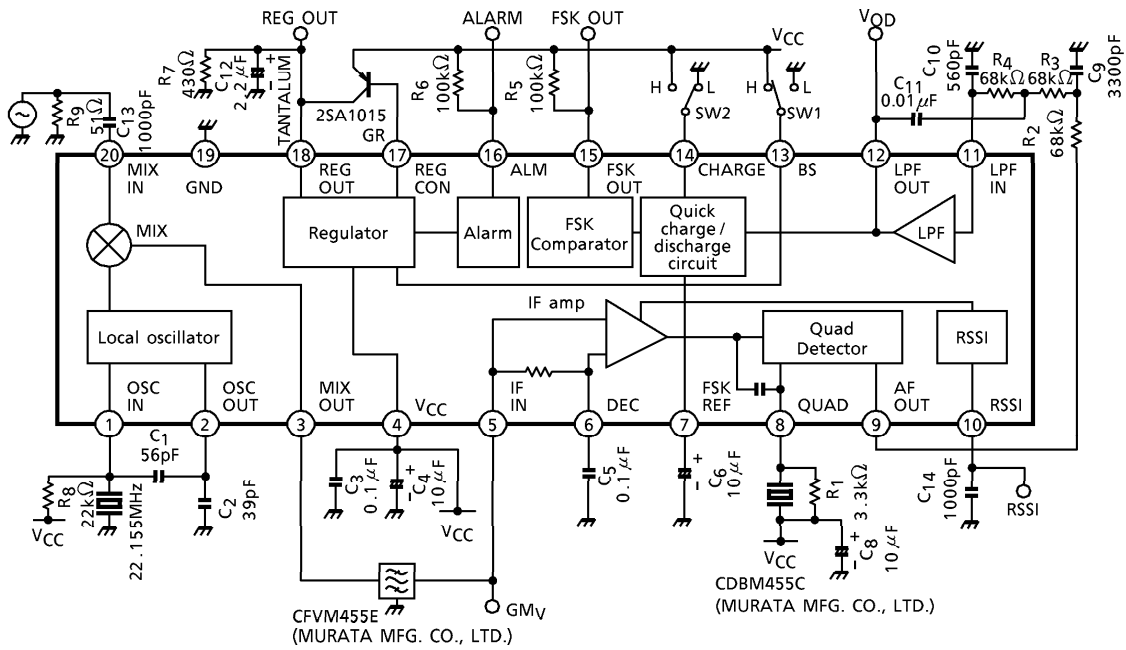 REG OUT
ALARM
FSK OUT
VOD
VCC
R7
430Ω
C12
2.2μF
TANTALUM
2SA1015
GR
R6
100kΩ
R5
100kΩ
H
L
SW2
H
L
SW1
C11
0.01μF
C10
560pF
R4
68kΩ
R3
68kΩ
C9
3300pF
R2
68kΩ
R9
51Ω
C13
1000pF
20
19
18
17
16
15
14
13
12
11
MIX IN
GND
REG OUT
REG CON
ALM
FSK OUT
CHARGE
BS
LPF OUT
LPF IN
MIX
Regulator
Alarm
FSK
Comparator
Quick
charge /
discharge
circuit
LPF
Local oscillator
IF amp
Quad
Detector
RSSI
OSC IN
OSC OUT
MIX OUT
VCC
IF IN
DEC
FSK REF
QUAD
AF OUT
RSSI
1
2
3
4
5
6
7
8
9
10
C1
56pF
R8
22kΩ
VCC
22.155MHz
C2
39pF
C3
0.1μF
C4
10μF
VCC
C5
0.1μF
C6
10μF
R1
3.3kΩ
VCC
C8
10μF
C14
1000pF
RSSI
CFVM455E
(MURATA MFG. CO., LTD.)
GMV
CDBM455C
(MURATA MFG. CO., LTD.)